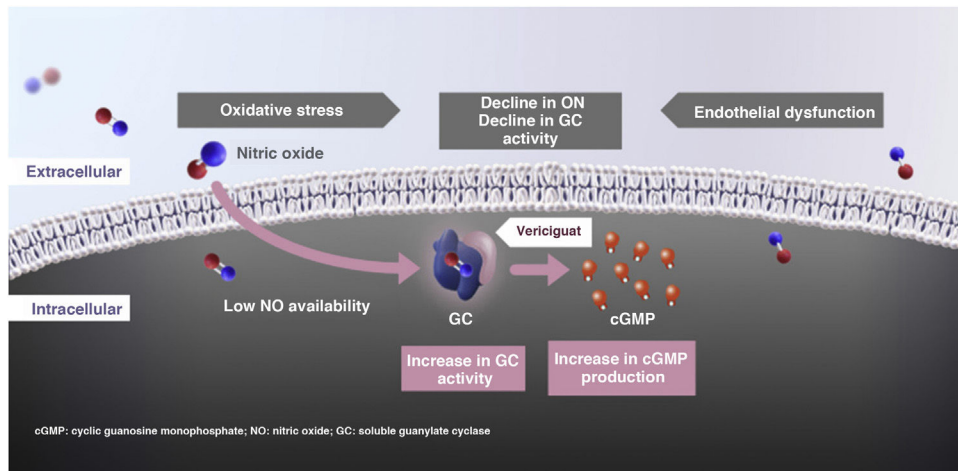 Oxidative stress
Decline in ON
Decline in GC
activity
Endothelial dysfunction
Nitric oxide
Extracellular
Vericiguat
Intracellular
Low NO availability
GC
cGMP
Increase in GC
activity
Increase in cGMP
production
cGMP: cyclic guanosine monophosphate; NO: nitric oxide; GC: soluble guanylate cyclase